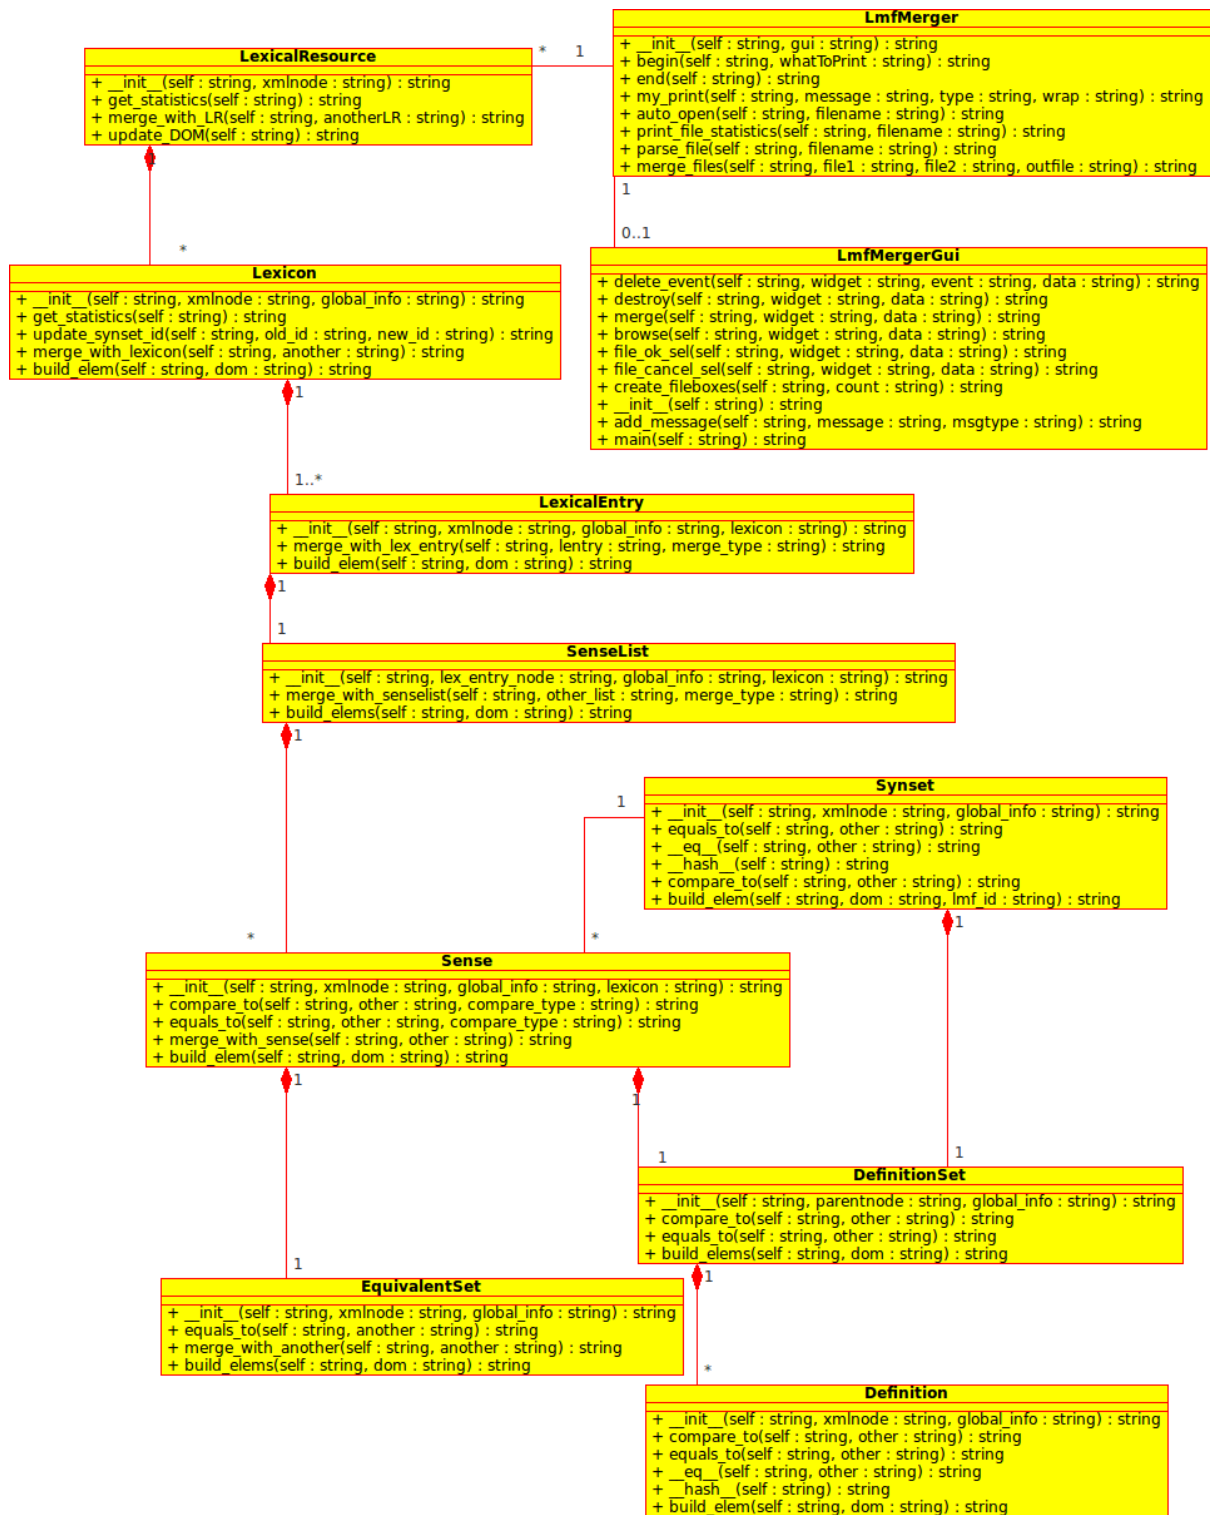 LmfMerger
+ __init__(self : string, gui : string) : string
+ begin(self : string, whatToPrint : string) : string
+ end(self : string) : string
+ my_print(self : string, message : string, type : string, wrap : string) : string
+ auto_open(self : string, filename : string) : string
+ print_file_statistics(self : string, filename : string) : string
+ parse_file(self : string, filename : string) : string
+ merge_files(self : string, file1 : string, file2 : string, outfile : string) : string
* 1
LexicalResource
+ __init__(self : string, xmlnode : string) : string
+ get_statistics(self : string) : string
+ merge_with_LR(self : string, anotherLR : string) : string
+ update_DOM(self : string) : string
1
0..1
*
LmfMergerGui
+ delete_event(self : string, widget : string, event : string, data : string) : string
+ destroy(self : string, widget : string, data : string) : string
+ merge(self : string, widget : string, data : string) : string
+ browse(self : string, widget : string, data : string) : string
+ file_ok_sel(self : string, widget : string, data : string) : string
+ file_cancel_sel(self : string, widget : string, data : string) : string
+ create_fileboxes(self : string, count : string) : string
+ __init__(self : string) : string
+ add_message(self : string, message : string, msgtype : string) : string
+ main(self : string) : string
Lexicon
+ __init__(self : string, xmlnode : string, global_info : string) : string
+ get_statistics(self : string) : string
+ update_synset_id(self : string, old_id : string, new_id : string) : string
+ merge_with_lexicon(self : string, another : string) : string
+ build_elem(self : string, dom : string) : string
1
1..*
LexicalEntry
+ __init__(self : string, xmlnode : string, global_info : string, lexicon : string) : string
+ merge_with_lex_entry(self : string, lentry : string, merge_type : string) : string
+ build_elem(self : string, dom : string) : string
1
1
SenseList
+ __init__(self : string, lex_entry_node : string, global_info : string, lexicon : string) : string
+ merge_with_senselist(self : string, other_list : string, merge_type : string) : string
+ build_elems(self : string, dom : string) : string
1
1
Synset
+ __init__(self : string, xmlnode : string, global_info : string) : string
+ equals_to(self : string, other : string) : string
+ __eq__(self : string, other : string) : string
+ __hash__(self : string) : string
+ compare_to(self : string, other : string) : string
+ build_elem(self : string, dom : string, lmf_id : string) : string
1
* *
Sense
+ __init__(self : string, xmlnode : string, global_info : string, lexicon : string) : string
+ compare_to(self : string, other : string, compare_type : string) : string
+ equals_to(self : string, other : string, compare_type : string) : string
+ merge_with_sense(self : string, other : string) : string
+ build_elem(self : string, dom : string) : string
1
1
1 1
DefinitionSet
+ __init__(self : string, parentnode : string, global_info : string) : string
+ compare_to(self : string, other : string) : string
+ equals_to(self : string, other : string) : string
+ build_elems(self : string, dom : string) : string
1
1
EquivalentSet
+ __init__(self : string, xmlnode : string, global_info : string) : string
+ equals_to(self : string, another : string) : string
+ merge_with_another(self : string, another : string) : string
+ build_elems(self : string, dom : string) : string
*
Definition
+ __init__(self : string, xmlnode : string, global_info : string) : string
+ compare_to(self : string, other : string) : string
+ equals_to(self : string, other : string) : string
+ __eq__(self : string, other : string) : string
+ __hash__(self : string) : string
+ build_elem(self : string, dom : string) : string